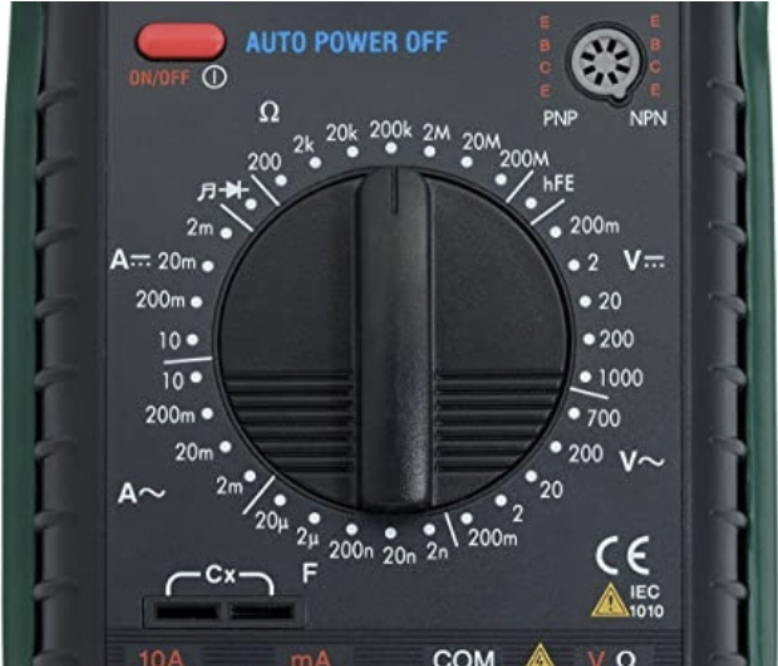 AUTO POWER OFF
ON/OFF
E
B
C
E
E
B
C
E
PNP
NPN
Ω
200
2k
20k
200k
2M
20M
200M
hFE
200m
2
20
200
1000
V⎓
700
200
20
2
200m
V~
2n
20n
200n
2µ
20µ
F
2m
20m
200m
10
A~
10
200m
20m
2m
A⎓
Cx
CE
IEC
1010
10A
mA
COM
V Ω